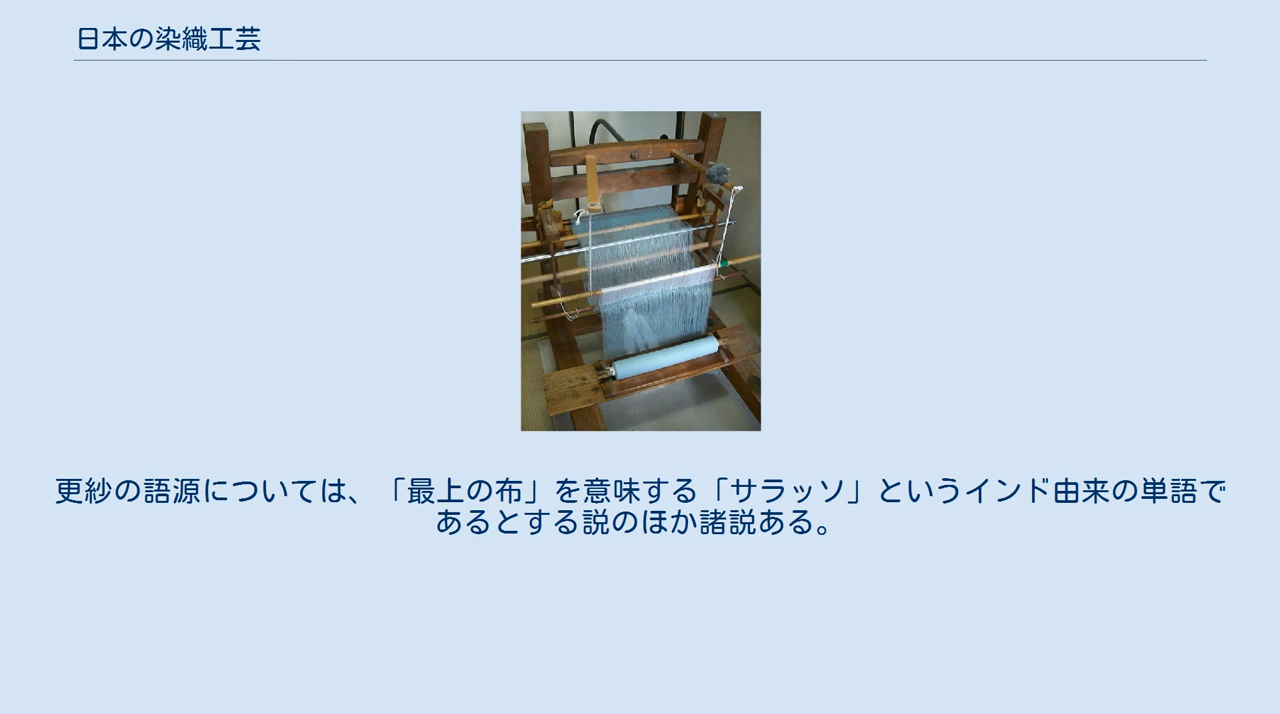 日本の染織工芸
更紗の語源については、「最上の布」を意味する「サラッソ」というインド由来の単語で
あるとする説のほか諸説ある。